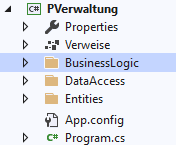 C# PVerwaltung
Properties
Verweise
BusinessLogic
DataAccess
Entities
App.config
C# Program.cs